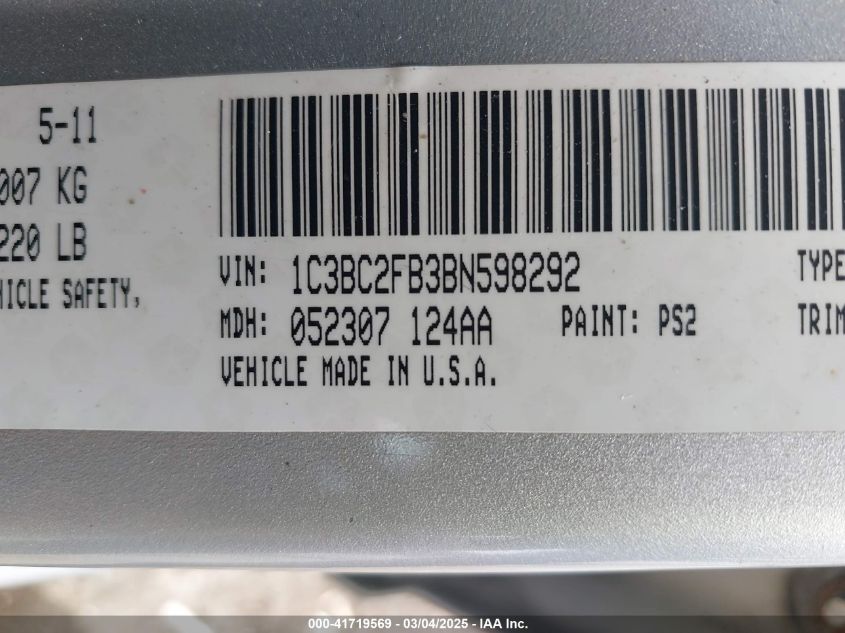 5-11
007 KG
220 LB
HICLE SAFETY,
VIN: 1C3BC2FB3BN598292 TYPE
MDH: 052307 124AA PAINT: PS2 TRIM
VEHICLE MADE IN U.S.A.
000-41719569 - 03/04/2025 - IAA Inc.